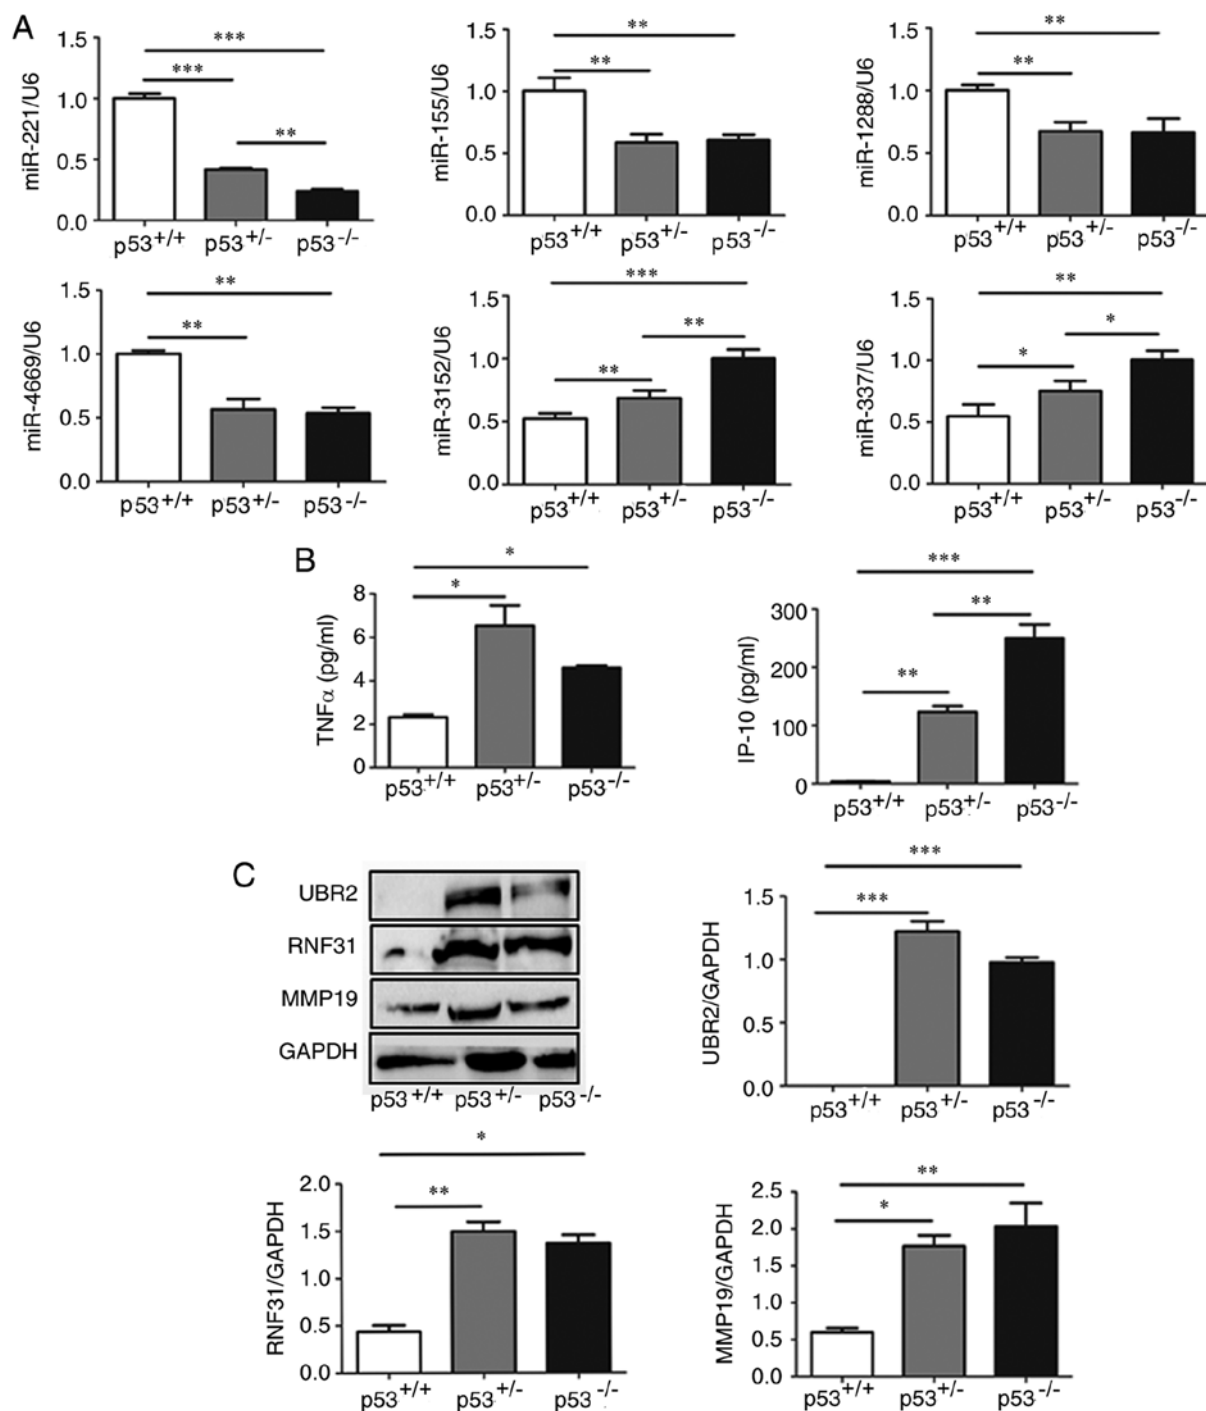 A
miR-221/U6
1.5
1.0
0.5
0.0
***
***
**
p53+/+ p53+/- p53-/-
miR-155/U6
1.5
1.0
0.5
0.0
**
**
p53+/+ p53+/- p53-/-
miR-1288/U6
1.5
1.0
0.5
0.0
**
**
p53+/+ p53+/- p53-/-
miR-4669/U6
1.5
1.0
0.5
0.0
**
**
p53+/+ p53+/- p53-/-
miR-3152/U6
1.5
1.0
0.5
0.0
***
**
**
p53+/+ p53+/- p53-/-
miR-337/U6
1.5
1.0
0.5
0.0
**
*
*
p53+/+ p53+/- p53-/-
B
TNFα (pg/ml)
8
6
4
2
0
*
*
p53+/+ p53+/- p53-/-
IP-10 (pg/ml)
300
200
100
0
***
**
**
p53+/+ p53+/- p53-/-
C
UBR2
RNF31
MMP19
GAPDH
p53+/+ p53+/- p53-/-
UBR2/GAPDH
1.5
1.0
1.5
0.0
***
***
p53+/+ p53+/- p53-/-
RNF31/GAPDH
2.0
1.5
1.0
0.5
0.0
*
**
p53+/+ p53+/- p53-/-
MMP19/GAPDH
2.5
2.0
1.5
1.0
0.5
0.0
**
*
p53+/+ p53+/- p53-/-